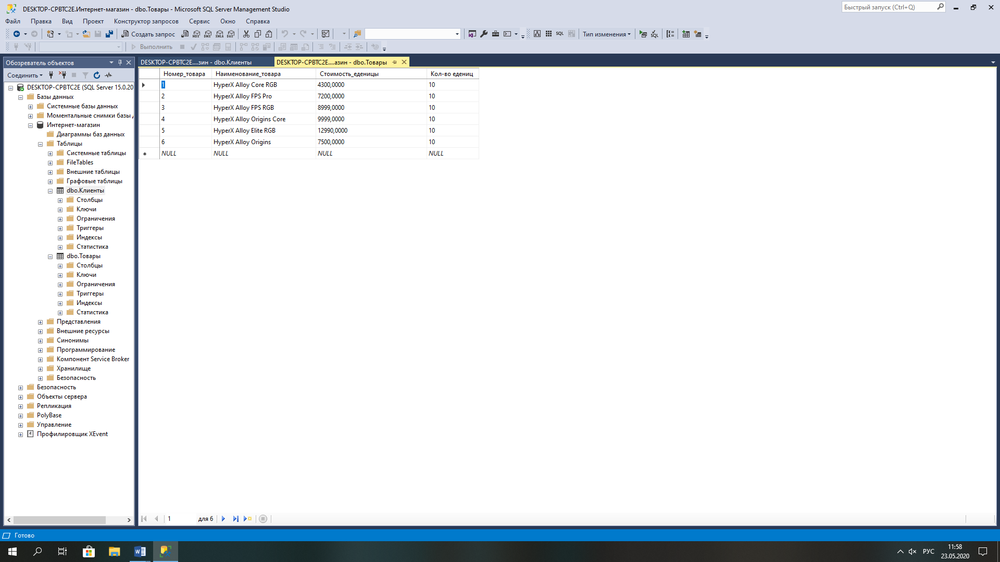 DESKTOP-CPBTC2E.Интернет-магазин - dbo.Товары - Microsoft SQL Server Management Studio
Быстрый запуск (Ctrl+Q)
Файл Правка Вид Проект Конструктор запросов Сервис Окно Справка
Создать запрос MDX DMX XMLA DAX SQL Тип изменения SQL
Выполнить
Обозреватель объектов
DESKTOP-CPBTC2E....зин - dbo.Клиенты DESKTOP-CPBTC2E....азин - dbo.Товары
Соединить
DESKTOP-CPBTC2E (SQL Server 15.0.20
Базы данных
Системные базы данных
Моментальные снимки базы
Интернет-магазин
Диаграммы баз данных
Таблицы
Системные таблицы
FileTables
Внешние таблицы
Графовые таблицы
dbo.Клиенты
Столбцы
Ключи
Ограничения
Триггеры
Индексы
Статистика
dbo.Товары
Столбцы
Ключи
Ограничения
Триггеры
Индексы
Статистика
Представления
Внешние ресурсы
Синонимы
Программирование
Компонент Service Broker
Хранилище
Безопасность
Безопасность
Объекты сервера
Репликация
PolyBase
Управление
Профилировщик XEvent
Номер_товара Наименование_товара Стоимость_еденицы Кол-во едениц
1 HyperX Alloy Core RGB 4300,0000 10
2 HyperX Alloy FPS Pro 7200,0000 10
3 HyperX Alloy FPS RGB 8999,0000 10
4 HyperX Alloy Origins Core 9999,0000 10
5 HyperX Alloy Elite RGB 12990,0000 10
6 HyperX Alloy Origins 7500,0000 10
NULL NULL NULL NULL
1 для 6
Готово
РУС
11:58
23.05.2020